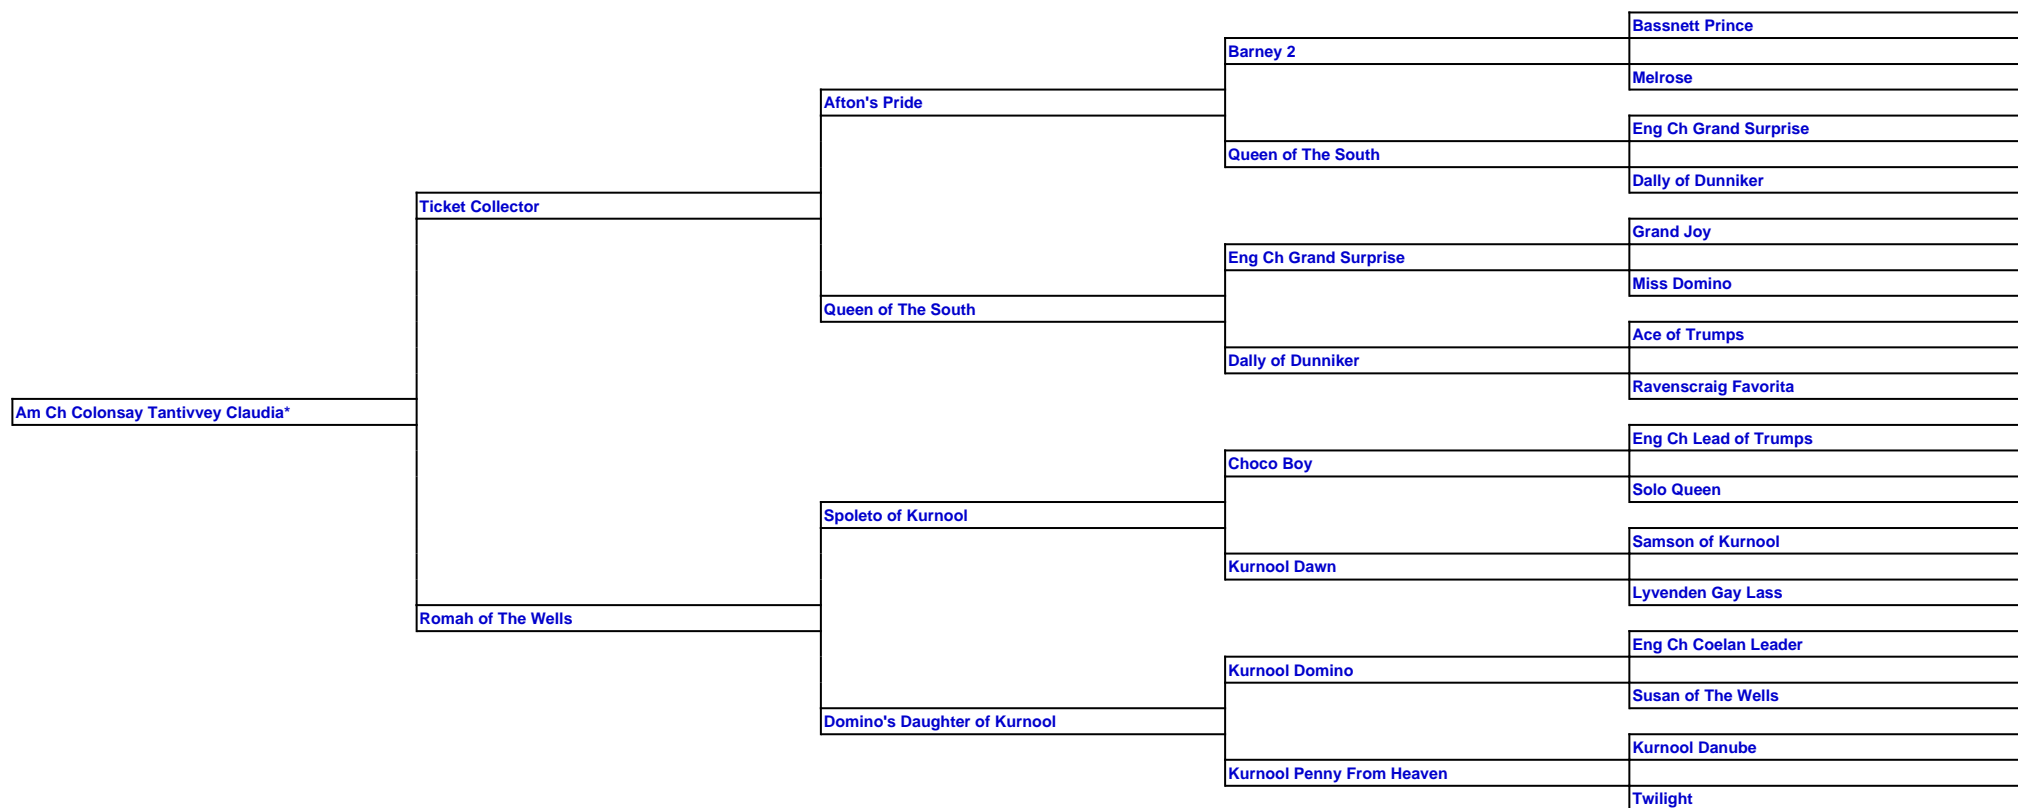 Bassnett Prince
Barney 2
Melrose
Afton's Pride
Eng Ch Grand Surprise
Queen of The South
Dally of Dunniker
Ticket Collector
Grand Joy
Eng Ch Grand Surprise
Miss Domino
Queen of The South
Ace of Trumps
Dally of Dunniker
Ravenscraig Favorita
Am Ch Colonsay Tantivvey Claudia*
Eng Ch Lead of Trumps
Choco Boy
Solo Queen
Spoleto of Kurnool
Samson of Kurnool
Kurnool Dawn
Lyvenden Gay Lass
Romah of The Wells
Eng Ch Coelan Leader
Kurnool Domino
Susan of The Wells
Domino's Daughter of Kurnool
Kurnool Danube
Kurnool Penny From Heaven
Twilight